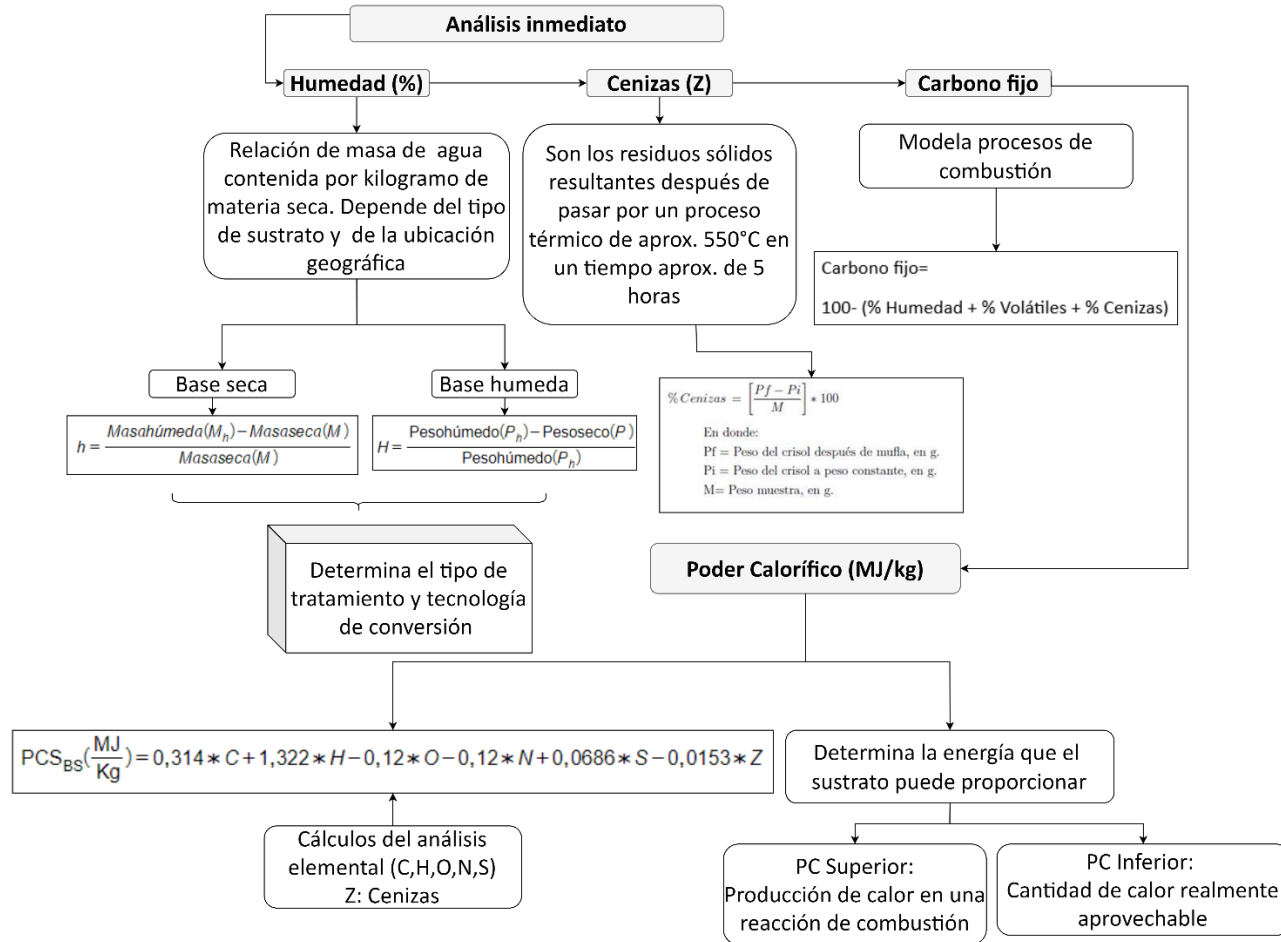 Análisis inmediato
Humedad (%)
Cenizas (Z)
Carbono fijo
Relación de masa de agua
contenida por kilogramo de
materia seca. Depende del tipo
de sustrato y de la ubicación
geográfica
Son los residuos sólidos
resultantes después de
pasar por un proceso
térmico de aprox. 550°C en
un tiempo aprox. de 5
horas
Modela procesos de
combustión
Carbono fijo=
100- (% Humedad + % Volátiles + % Cenizas)
Base seca
Base humeda
h = (Masahúmeda(M_h) − Masaseca(M)) / Masaseca(M)
H = (Pesohúmedo(P_h) − Pesoseco(P)) / Pesohúmedo(P_h)
% Cenizas = [(Pf − Pi) / M] * 100
En donde:
Pf = Peso del crisol después de mufla, en g.
Pi = Peso del crisol a peso constante, en g.
M= Peso muestra, en g.
Determina el tipo de
tratamiento y tecnología
de conversión
Poder Calorífico (MJ/kg)
PCS_BS(MJ/Kg) = 0,314 * C + 1,322 * H − 0,12 * O − 0,12 * N + 0,0686 * S − 0,0153 * Z
Cálculos del análisis
elemental (C,H,O,N,S)
Z: Cenizas
Determina la energía que el
sustrato puede proporcionar
PC Superior:
Producción de calor en una
reacción de combustión
PC Inferior:
Cantidad de calor realmente
aprovechable